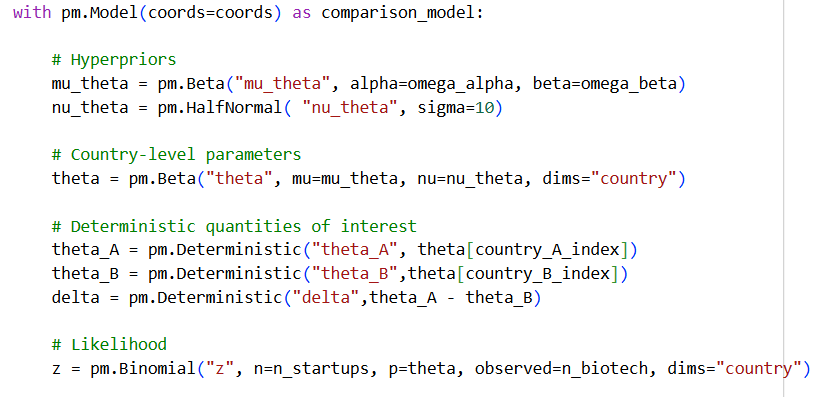 with pm.Model(coords=coords) as comparison_model:
# Hyperpriors
mu_theta = pm.Beta("mu_theta", alpha=omega_alpha, beta=omega_beta)
nu_theta = pm.HalfNormal( "nu_theta", sigma=10)
# Country-level parameters
theta = pm.Beta("theta", mu=mu_theta, nu=nu_theta, dims="country")
# Deterministic quantities of interest
theta_A = pm.Deterministic("theta_A", theta[country_A_index])
theta_B = pm.Deterministic("theta_B",theta[country_B_index])
delta = pm.Deterministic("delta",theta_A - theta_B)
# Likelihood
z = pm.Binomial("z", n=n_startups, p=theta, observed=n_biotech, dims="country")